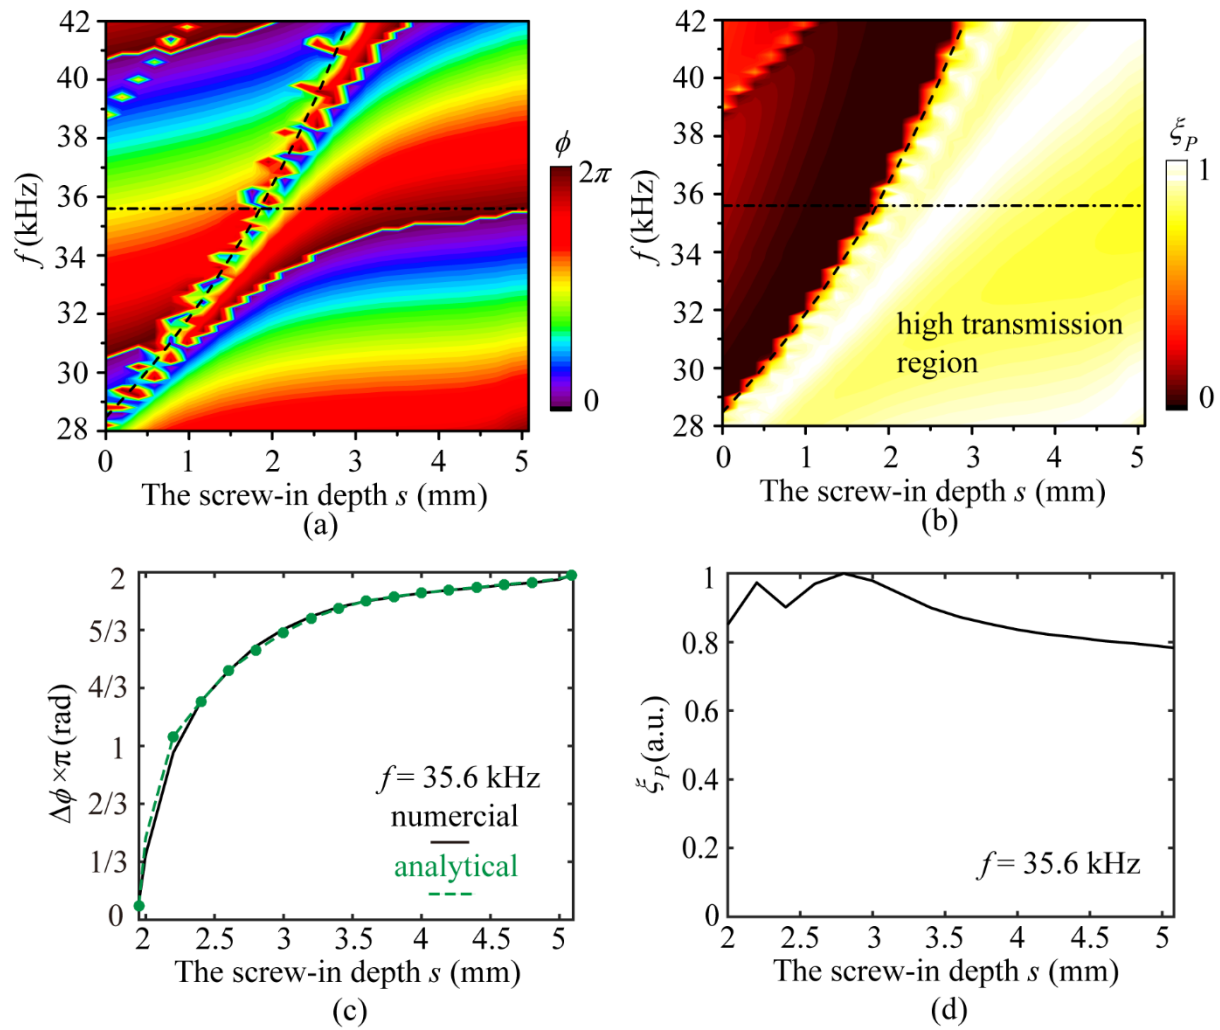 42
40
38
36
34
32
30
28
f (kHz)
0 1 2 3 4 5
The screw-in depth s (mm)
(a)
ϕ
2π
0
42
40
38
36
34
32
30
28
f (kHz)
high transmission
region
0 1 2 3 4 5
The screw-in depth s (mm)
(b)
ξP
1
0
2
5/3
4/3
1
2/3
1/3
0
Δϕ×π (rad)
f = 35.6 kHz
numercial
analytical
2 2.5 3 3.5 4 4.5 5
The screw-in depth s (mm)
(c)
1
0.8
0.6
0.4
0.2
0
ξP (a.u.)
f = 35.6 kHz
2 2.5 3 3.5 4 4.5 5
The screw-in depth s (mm)
(d)